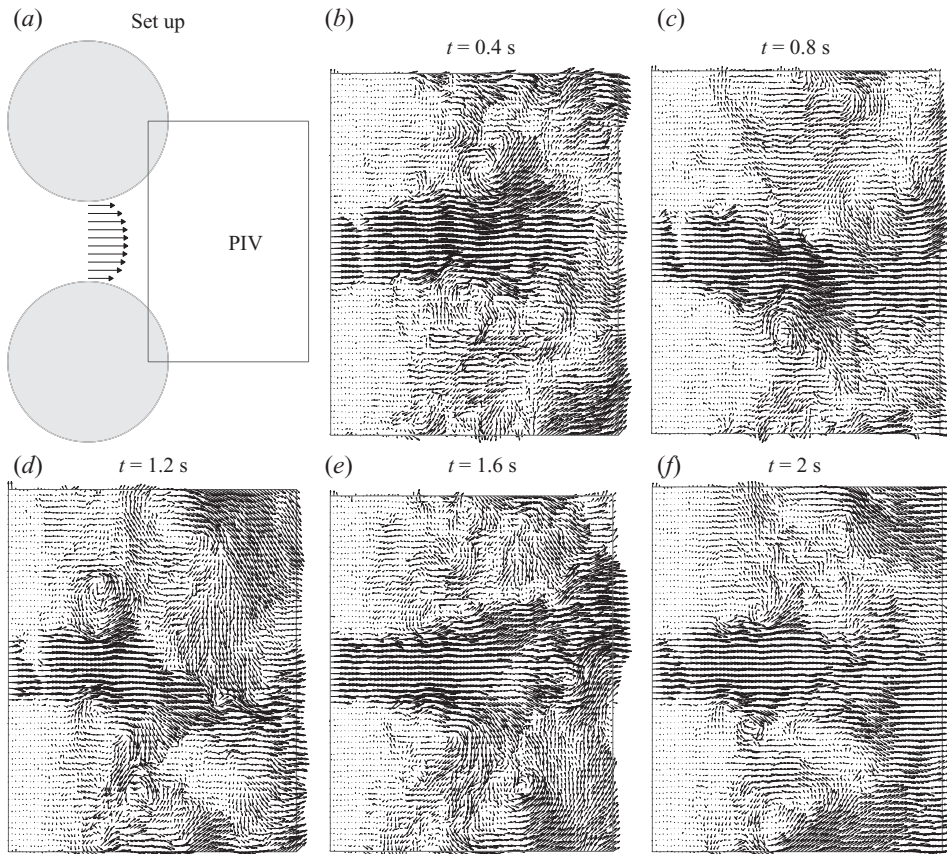 (a)
Set up
PIV
(b)
t = 0.4 s
(c)
t = 0.8 s
(d)
t = 1.2 s
(e)
t = 1.6 s
(f)
t = 2 s